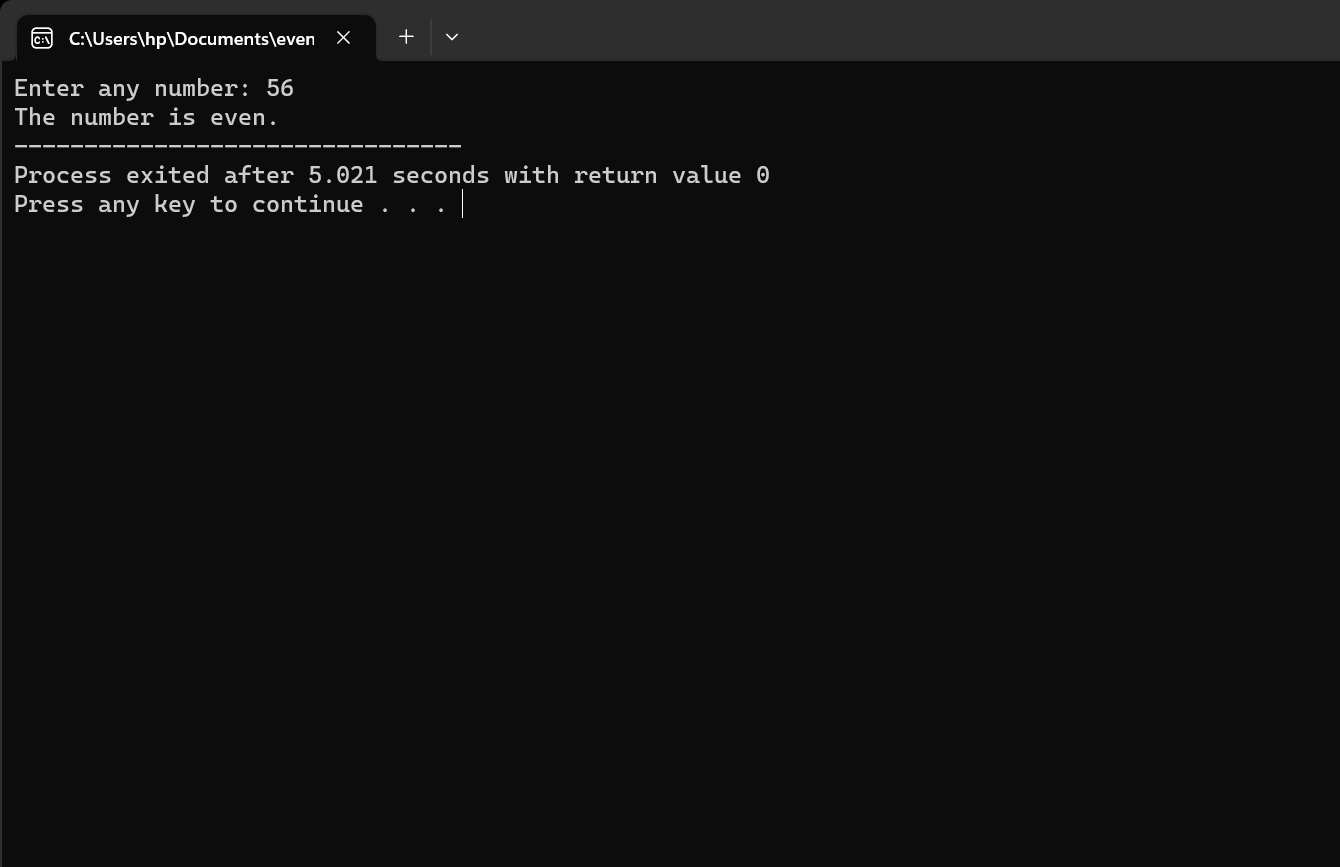 C:\Users\hp\Documents\even
Enter any number: 56
The number is even.
--------------------------------
Process exited after 5.021 seconds with return value 0
Press any key to continue . . .